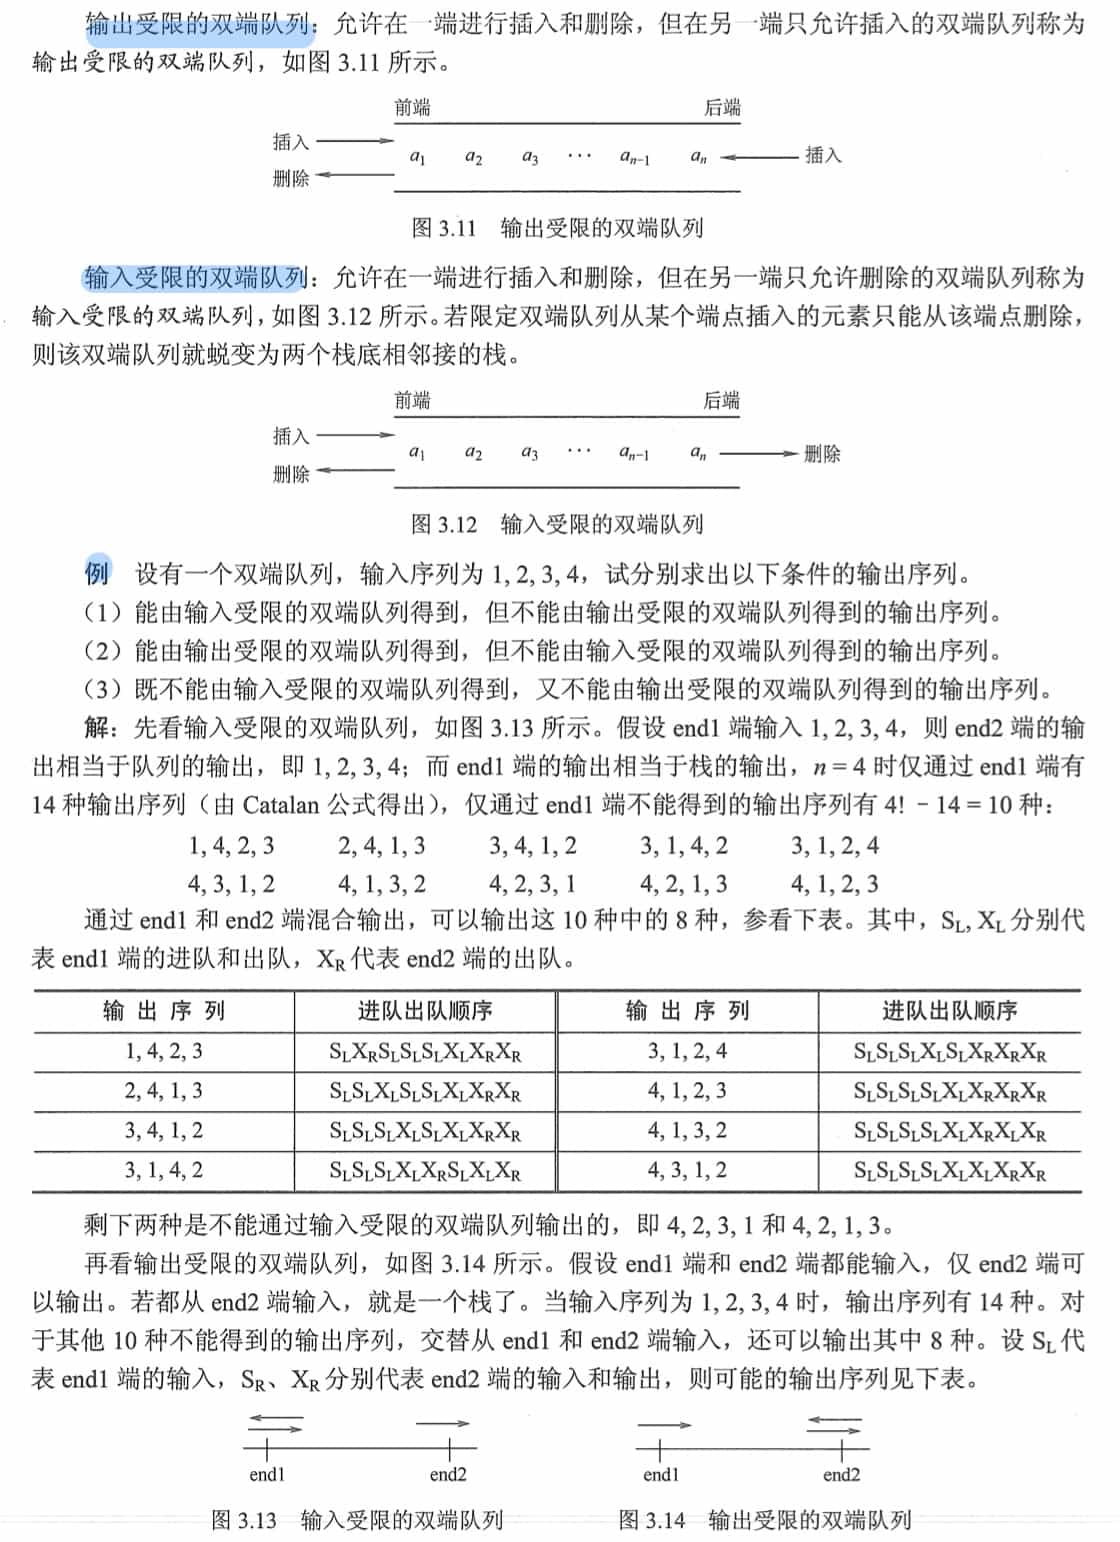 输出受限的双端队列：允许在一端进行插入和删除，但在另一端只允许插入的双端队列称为
输出受限的双端队列，如图 3.11 所示。
前端 后端
插入
a1 a2 a3 ··· an−1 an 插入
删除
图 3.11 输出受限的双端队列
输入受限的双端队列：允许在一端进行插入和删除，但在另一端只允许删除的双端队列称为
输入受限的双端队列，如图 3.12 所示。若限定双端队列从某个端点插入的元素只能从该端点删除，
则该双端队列就蜕变为两个栈底相邻接的栈。
前端 后端
插入
a1 a2 a3 ··· an−1 an 删除
删除
图 3.12 输入受限的双端队列
例 设有一个双端队列，输入序列为 1, 2, 3, 4，试分别求出以下条件的输出序列。
（1）能由输入受限的双端队列得到，但不能由输出受限的双端队列得到的输出序列。
（2）能由输出受限的双端队列得到，但不能由输入受限的双端队列得到的输出序列。
（3）既不能由输入受限的双端队列得到，又不能由输出受限的双端队列得到的输出序列。
解：先看输入受限的双端队列，如图 3.13 所示。假设 end1 端输入 1, 2, 3, 4，则 end2 端的输
出相当于队列的输出，即 1, 2, 3, 4；而 end1 端的输出相当于栈的输出，n = 4 时仅通过 end1 端有
14 种输出序列（由 Catalan 公式得出），仅通过 end1 端不能得到的输出序列有 4! − 14 = 10 种：
1, 4, 2, 3 2, 4, 1, 3 3, 4, 1, 2 3, 1, 4, 2 3, 1, 2, 4
4, 3, 1, 2 4, 1, 3, 2 4, 2, 3, 1 4, 2, 1, 3 4, 1, 2, 3
通过 end1 和 end2 端混合输出，可以输出这 10 种中的 8 种，参看下表。其中，SL, XL 分别代
表 end1 端的进队和出队，XR 代表 end2 端的出队。
输 出 序 列 进队出队顺序 输 出 序 列 进队出队顺序
1, 4, 2, 3 SLXRSLSLSLXLXRXR 3, 1, 2, 4 SLSLSLXLSLXRXRXR
2, 4, 1, 3 SLSLXLSLSLXLXRXR 4, 1, 2, 3 SLSLSLSLXLXRXRXR
3, 4, 1, 2 SLSLSLXLSLXLXRXR 4, 1, 3, 2 SLSLSLSLXLXRXLXR
3, 1, 4, 2 SLSLSLXLXRSLXLXR 4, 3, 1, 2 SLSLSLSLXLXLXRXR
剩下两种是不能通过输入受限的双端队列输出的，即 4, 2, 3, 1 和 4, 2, 1, 3。
再看输出受限的双端队列，如图 3.14 所示。假设 end1 端和 end2 端都能输入，仅 end2 端可
以输出。若都从 end2 端输入，就是一个栈了。当输入序列为 1, 2, 3, 4 时，输出序列有 14 种。对
于其他 10 种不能得到的输出序列，交替从 end1 和 end2 端输入，还可以输出其中 8 种。设 SL 代
表 end1 端的输入，SR、XR 分别代表 end2 端的输入和输出，则可能的输出序列见下表。
end1 end2 end1 end2
图 3.13 输入受限的双端队列 图 3.14 输出受限的双端队列